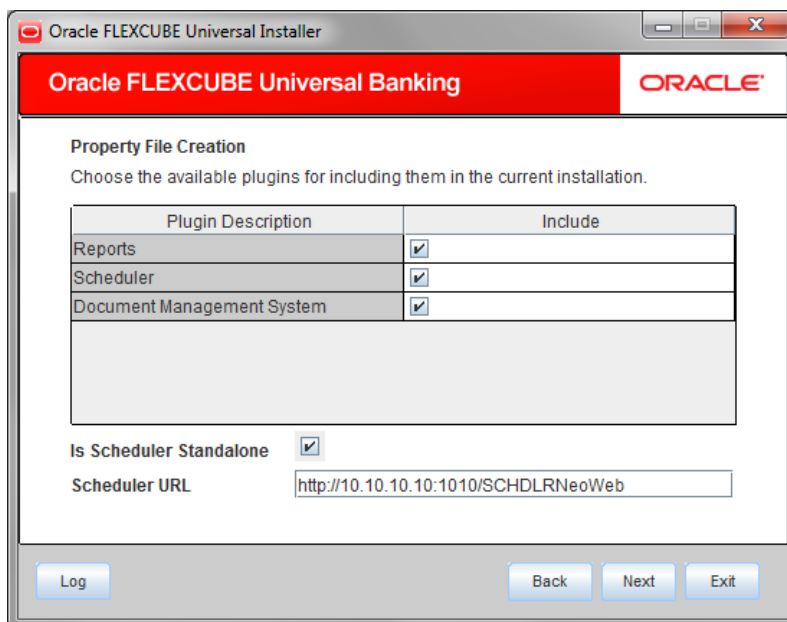 Oracle FLEXCUBE Universal Installer
Oracle FLEXCUBE Universal Banking
ORACLE
Property File Creation
Choose the available plugins for including them in the current installation.
Plugin Description Include
Reports
Scheduler
Document Management System
Is Scheduler Standalone
Scheduler URL http://10.10.10.10:1010/SCHDLRNeoWeb
Log Back Next Exit